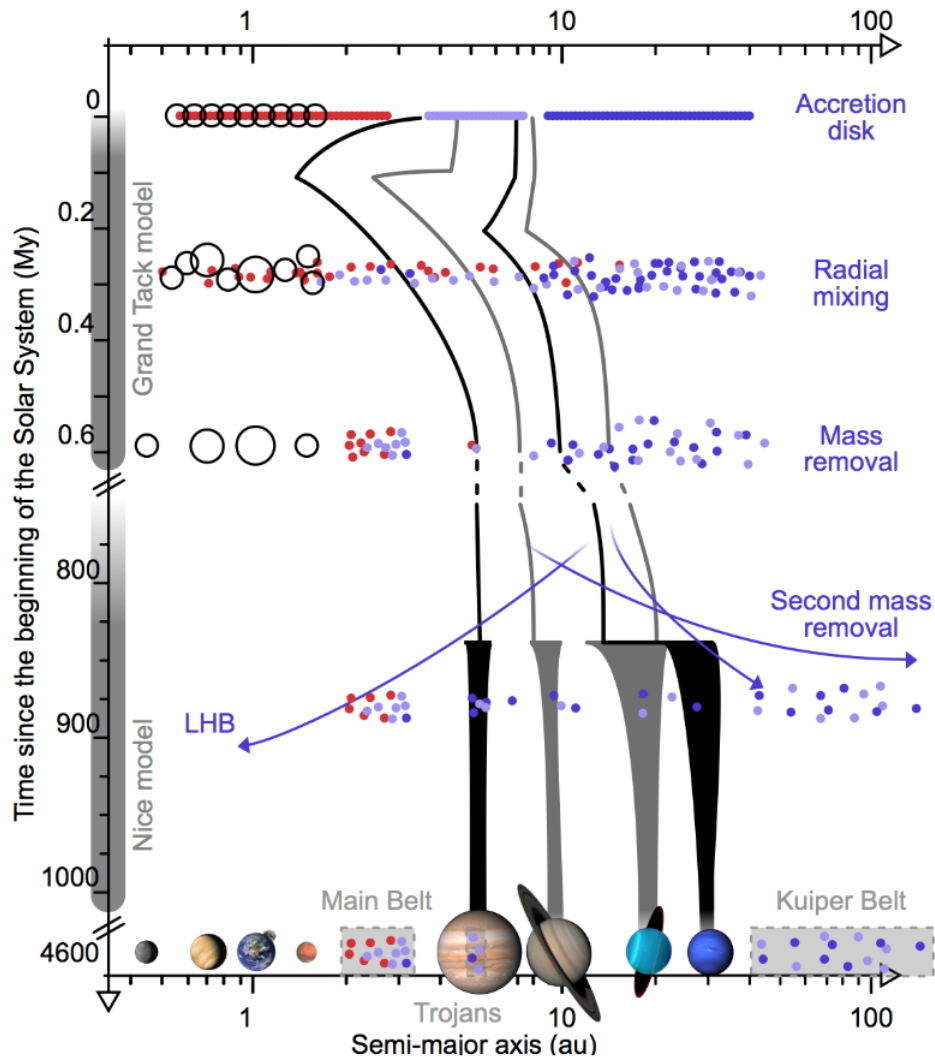 1 10 100
0
Accretion
disk
Grand Tack model
0.2
Radial
mixing
0.4
Time since the beginning of the Solar System (My)
0.6
Mass
removal
800
Second mass
removal
LHB
900
Nice model
1000
Main Belt
Kuiper Belt
4600
Trojans
1 10 100
Semi-major axis (au)